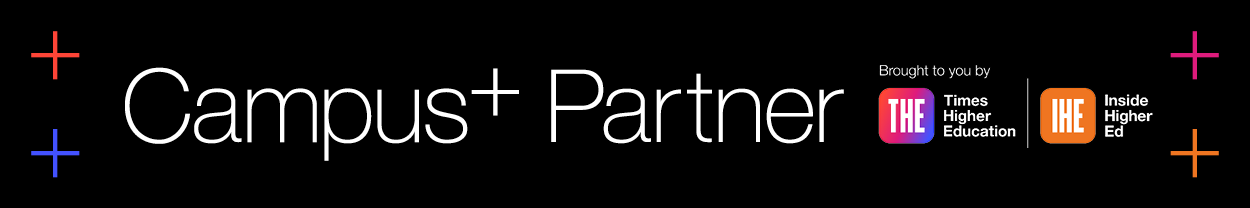 Campus+ Partner
Brought to you by
THE
Times
Higher
Education
IHE
Inside
Higher
Ed